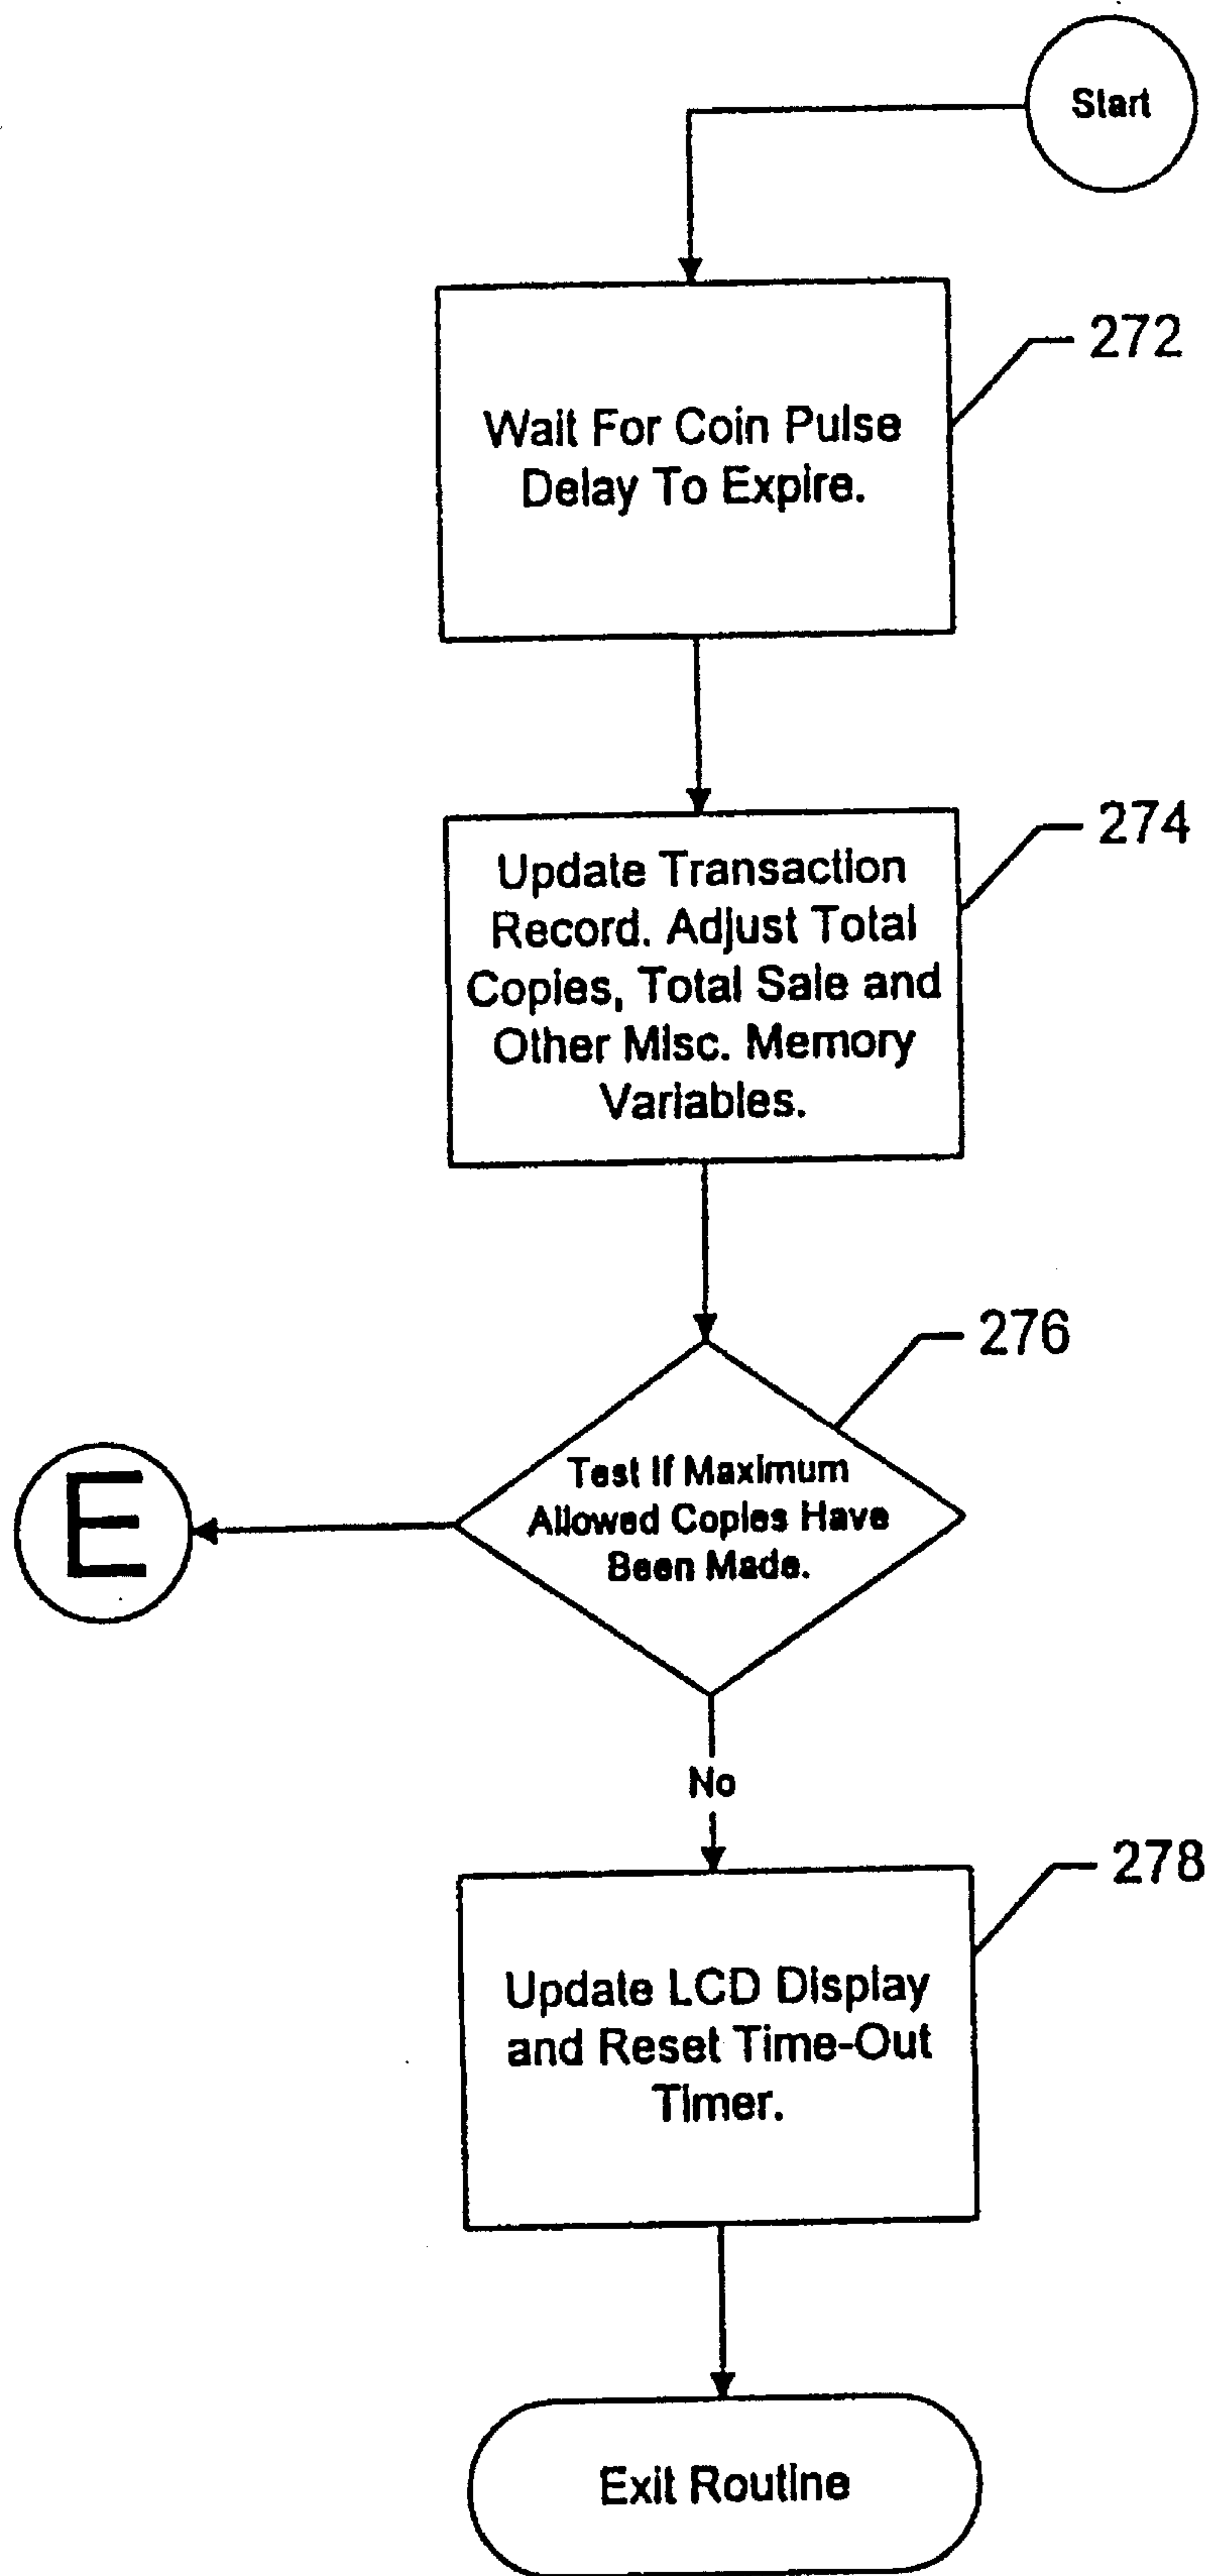 Start
272
Wait For Coin Pulse
Delay To Expire.
274
Update Transaction
Record. Adjust Total
Copies, Total Sale and
Other Misc. Memory
Variables.
276
Test If Maximum
Allowed Copies Have
Been Made.
E
No
278
Update LCD Display
and Reset Time-Out
Timer.
Exit Routine